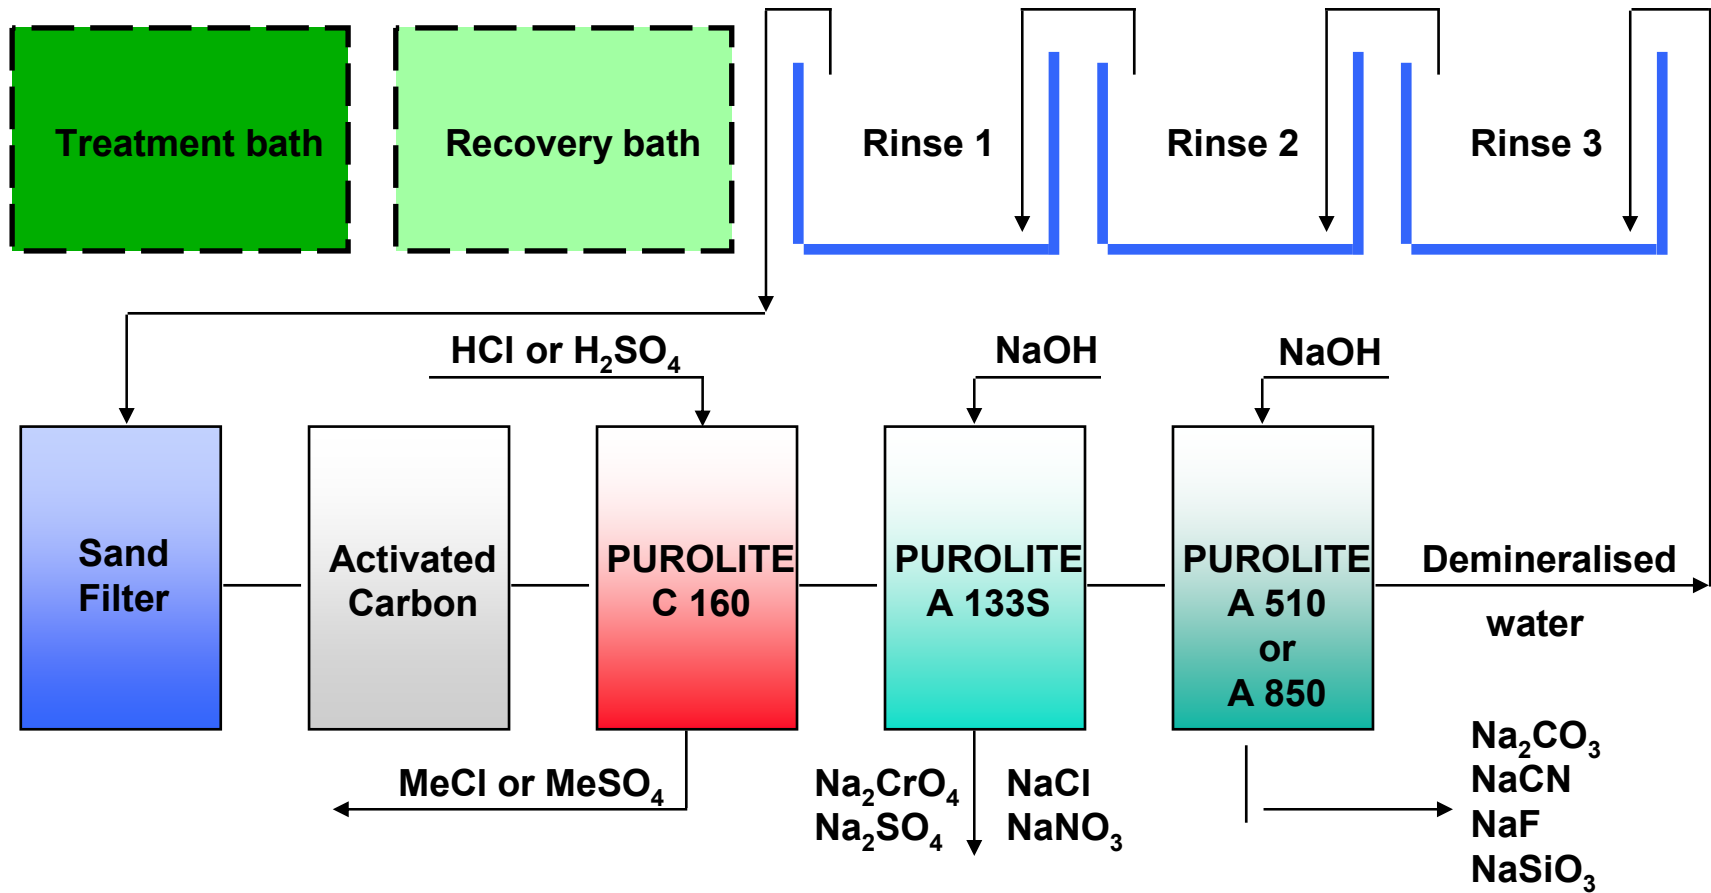 Treatment bath
Recovery bath
Rinse 1
Rinse 2
Rinse 3
HCl or H₂SO₄
NaOH
NaOH
Sand
Filter
Activated
Carbon
PUROLITE
C 160
PUROLITE
A 133S
PUROLITE
A 510
or
A 850
Demineralised
water
MeCl or MeSO₄
Na₂CrO₄
Na₂SO₄
NaCl
NaNO₃
Na₂CO₃
NaCN
NaF
NaSiO₃